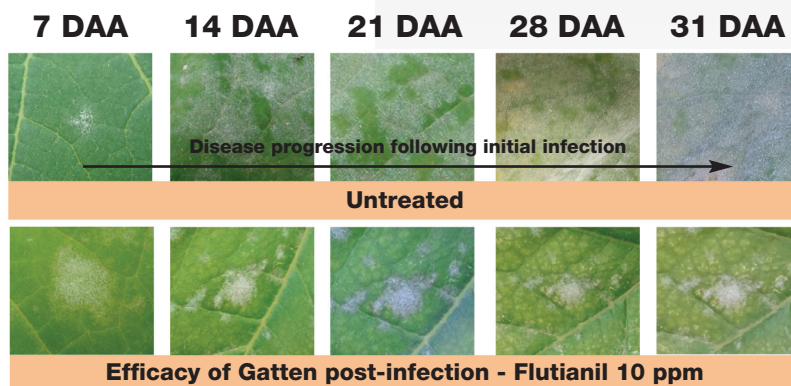 7 DAA 14 DAA 21 DAA 28 DAA 31 DAA
Disease progression following initial infection
Untreated
Efficacy of Gatten post-infection - Flutianil 10 ppm